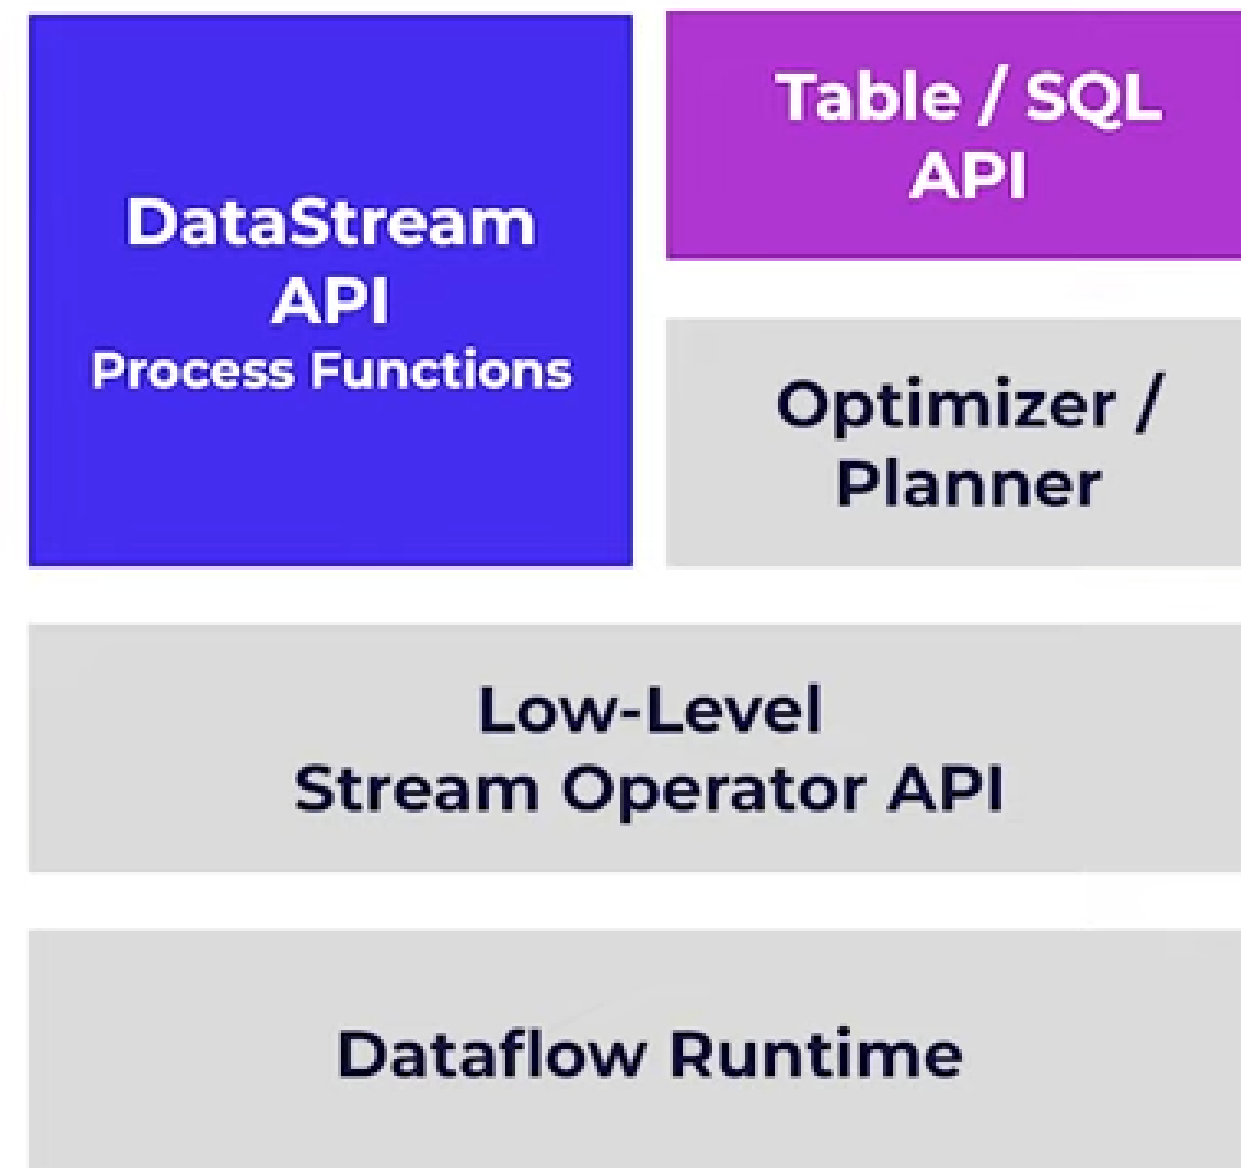 DataStream
API
Process Functions
Table / SQL
API
Optimizer /
Planner
Low-Level
Stream Operator API
Dataflow Runtime